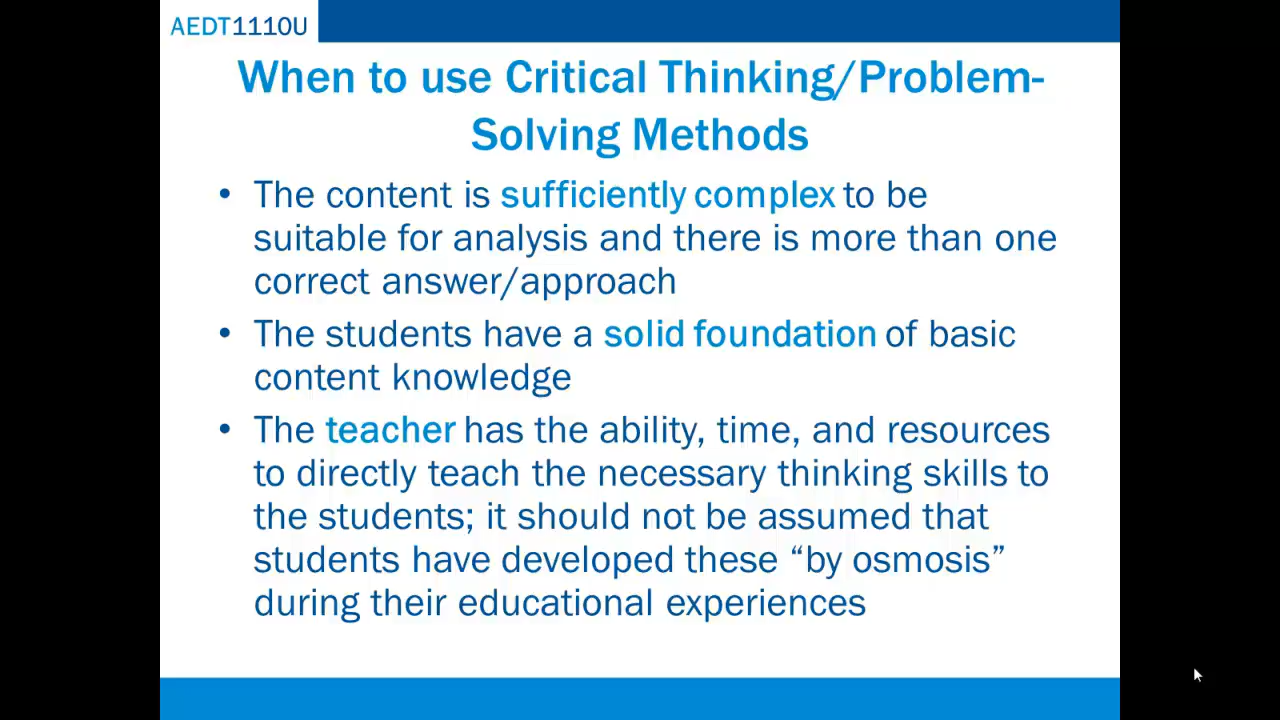 AEDT1110U
When to use Critical Thinking/Problem-
Solving Methods
• The content is sufficiently complex to be
suitable for analysis and there is more than one
correct answer/approach
• The students have a solid foundation of basic
content knowledge
• The teacher has the ability, time, and resources
to directly teach the necessary thinking skills to
the students; it should not be assumed that
students have developed these “by osmosis”
during their educational experiences